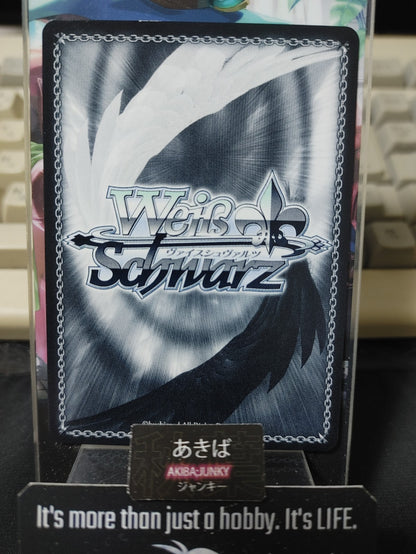 Weiß
ヴァイスシュヴァルツ
Schwarz
あきば
AKIBA-JUNKY
ジャンキー
It's more than just a hobby. It's LIFE.